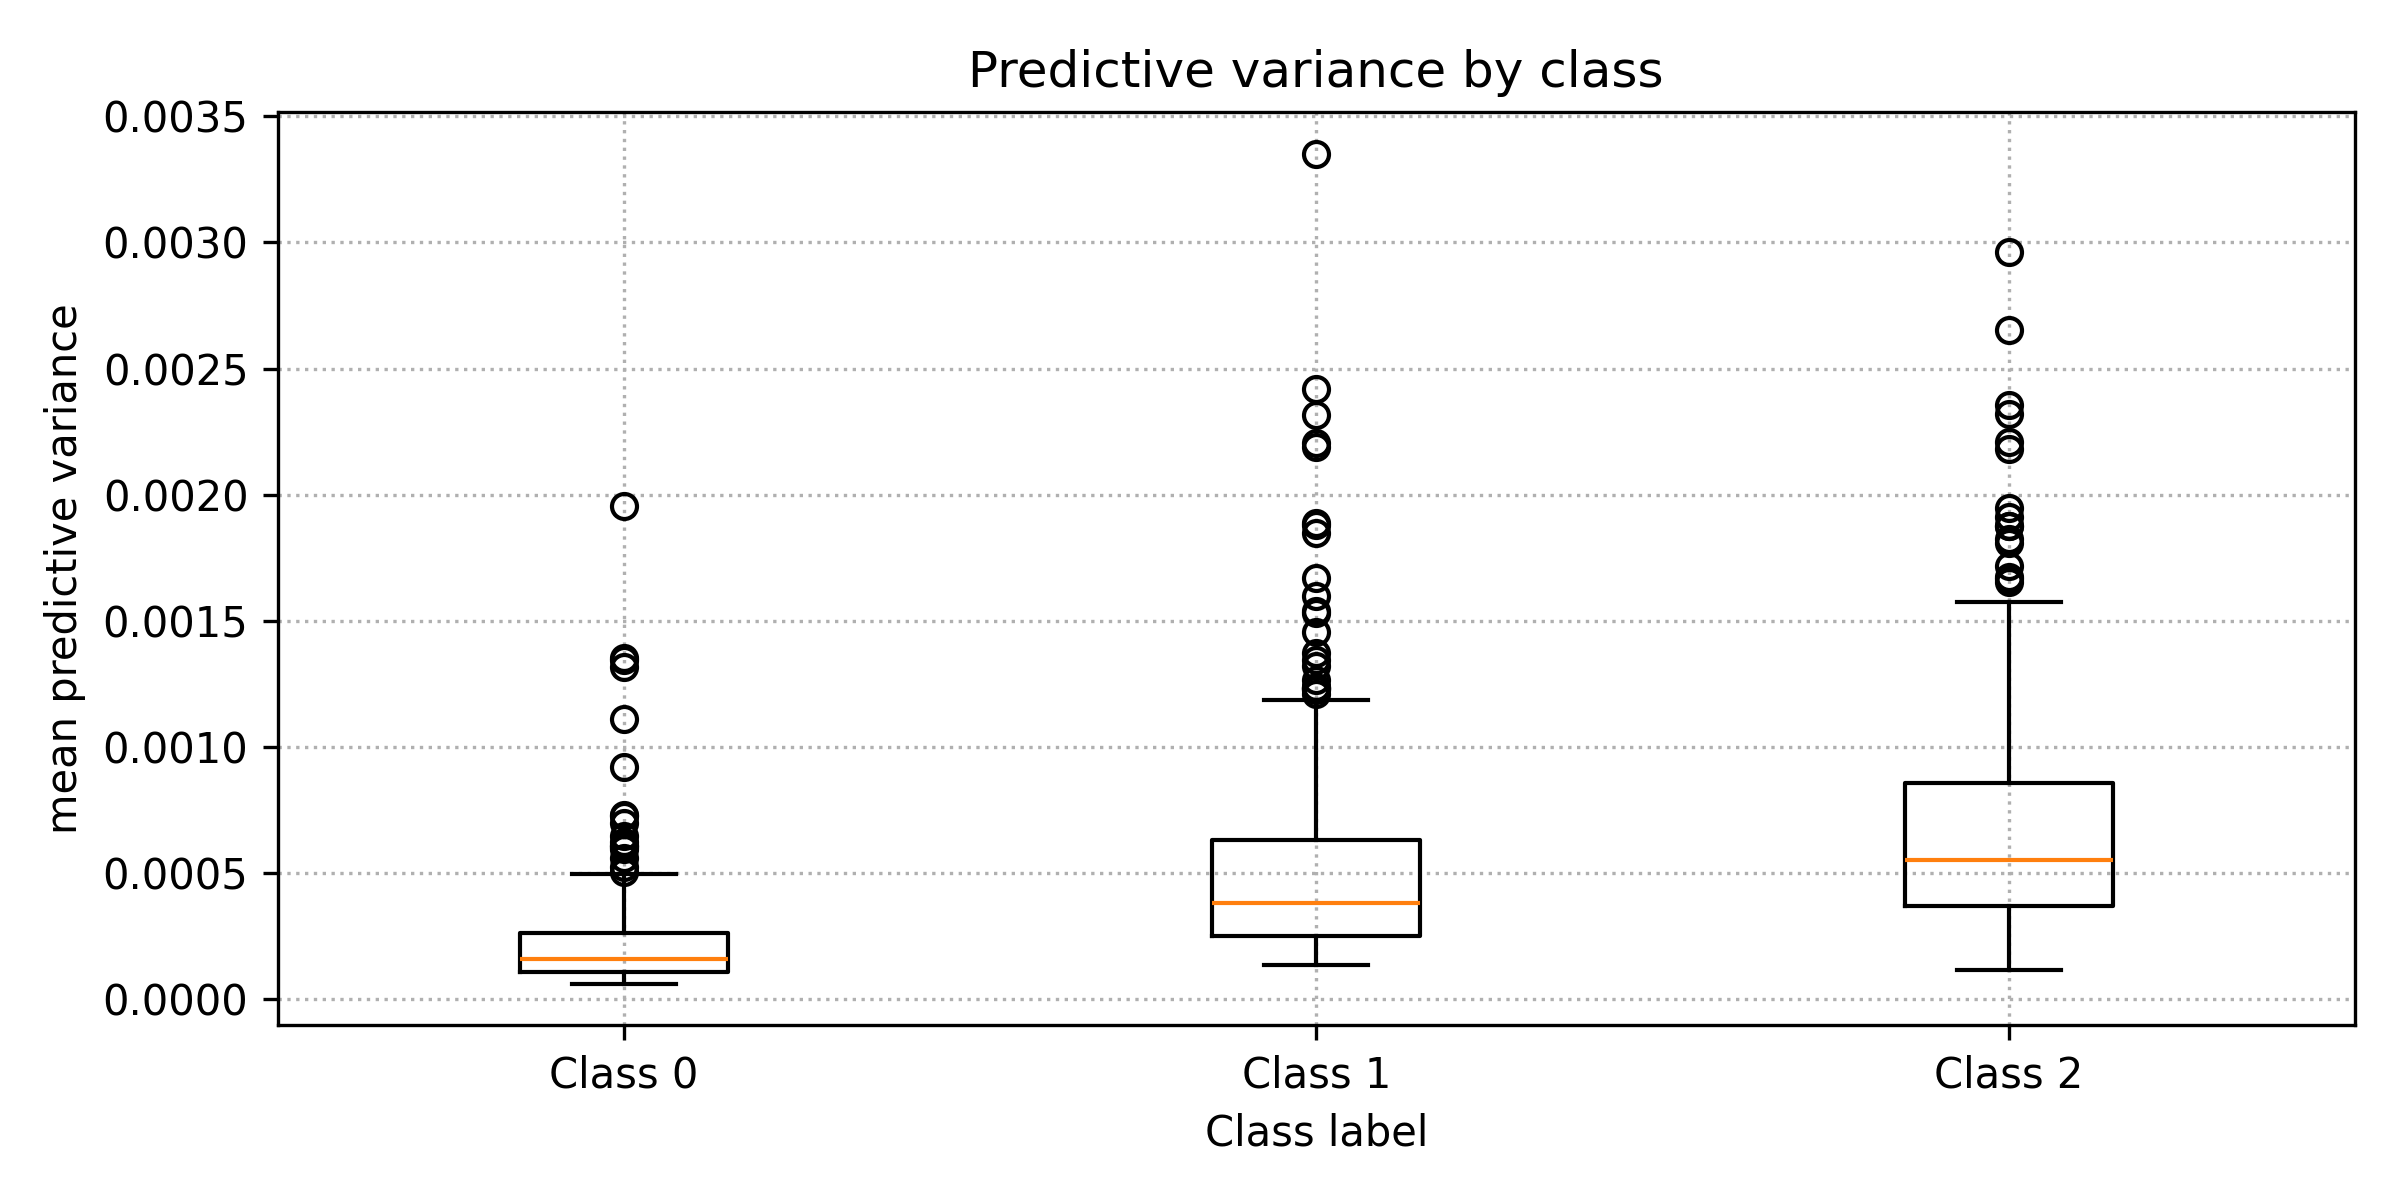 Predictive variance by class
0.0035
0.0030
0.0025
0.0020
0.0015
0.0010
0.0005
0.0000
mean predictive variance
Class 0
Class 1
Class 2
Class label